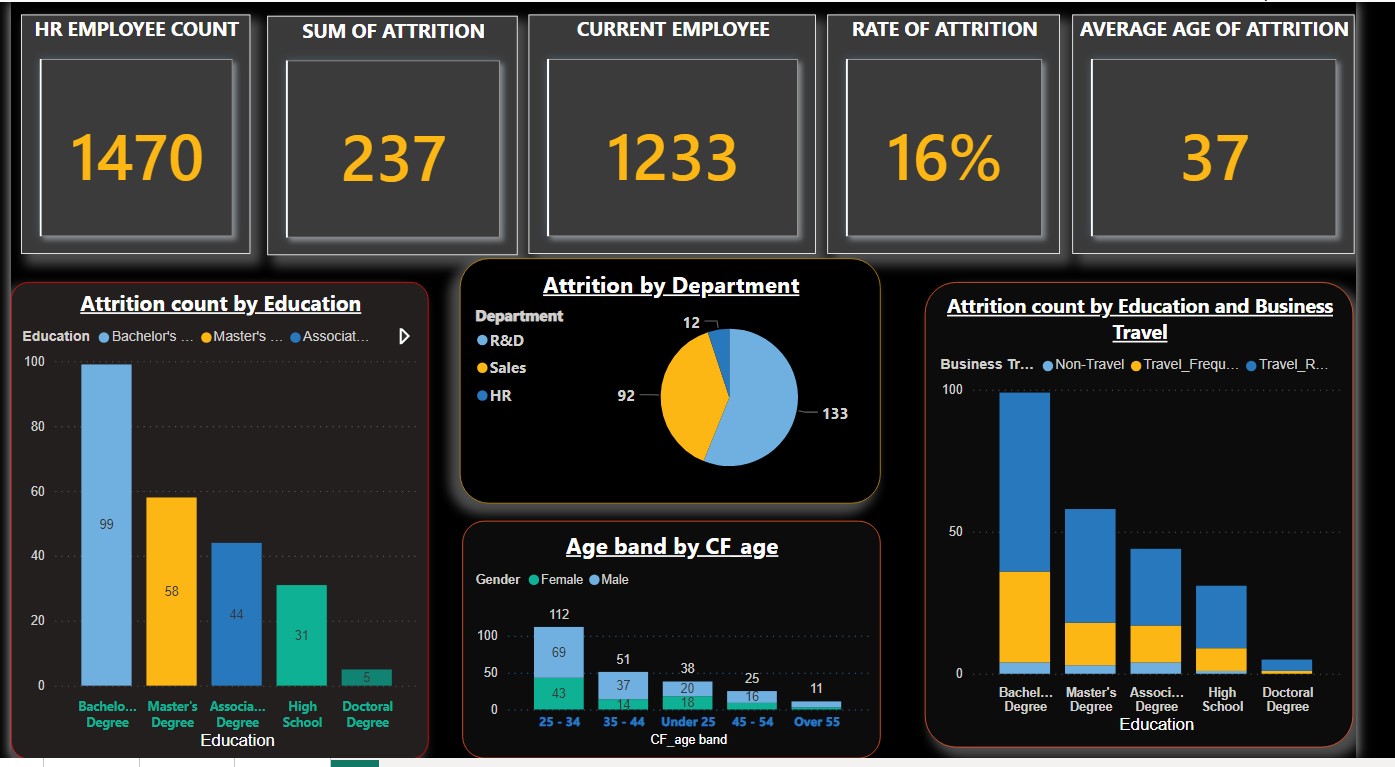 HR EMPLOYEE COUNT
1470
SUM OF ATTRITION
237
CURRENT EMPLOYEE
1233
RATE OF ATTRITION
16%
AVERAGE AGE OF ATTRITION
37
Attrition count by Education
Education Bachelor's ... Master's ... Associat...
100
80
60
40
20
0
99
58
44
31
5
Bachelo... Degree
Master's Degree
Associa... Degree
High School
Doctoral Degree
Education
Attrition by Department
Department
R&D
Sales
HR
12
92
133
Age band by CF_age
Gender Female Male
100
50
0
112
69
43
51
37
14
38
20
18
25
16
11
25 - 34
35 - 44
Under 25
45 - 54
Over 55
CF_age band
Attrition count by Education and Business
Travel
Business Tr... Non-Travel Travel_Frequ... Travel_R...
100
50
0
Bachel... Degree
Master's Degree
Associ... Degree
High School
Doctoral Degree
Education